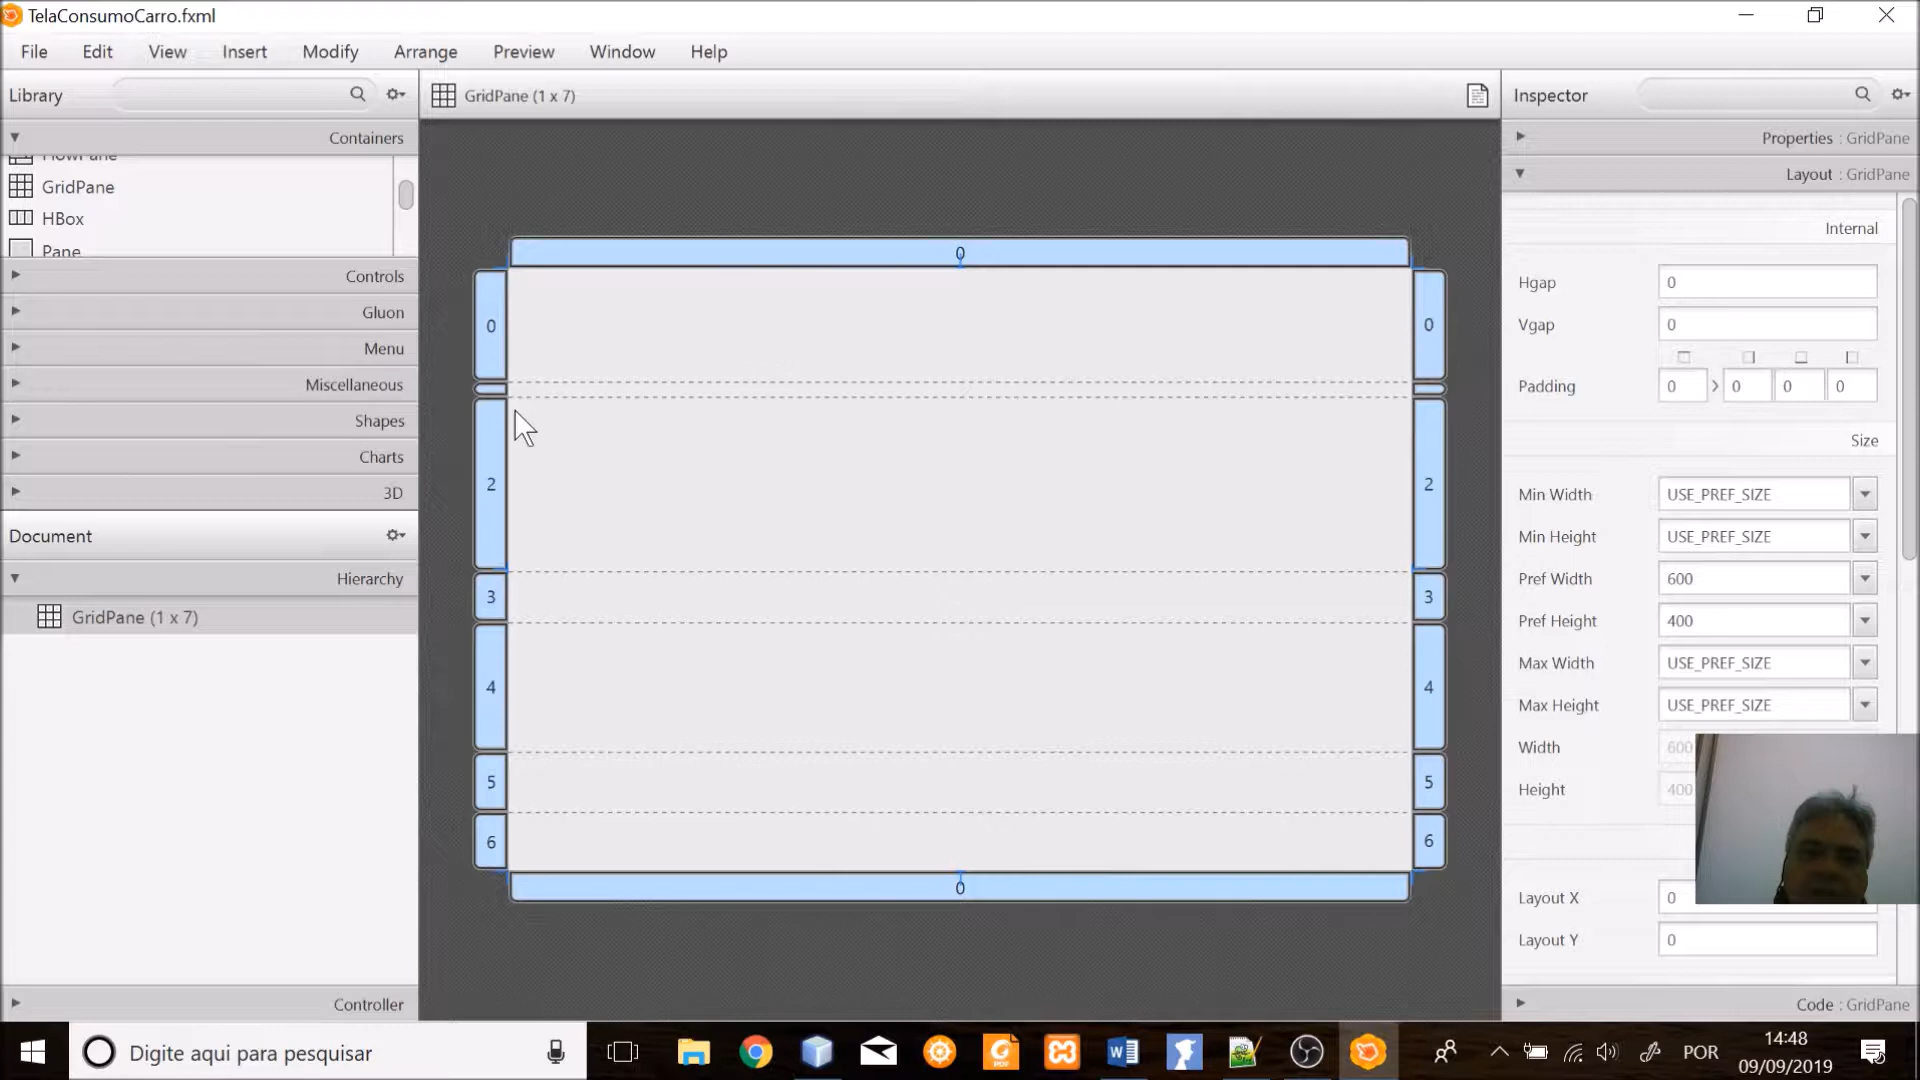 TelaConsumoCarro.fxml
File Edit View Insert Modify Arrange Preview Window Help
Library
GridPane (1 x 7)
Inspector
Containers
FlowPane
GridPane
HBox
Pane
Controls
Gluon
Menu
Miscellaneous
Shapes
Charts
3D
Document
Hierarchy
GridPane (1 x 7)
Controller
0
0 0
2 2
3 3
4 4
5 5
6 6
0
Properties : GridPane
Layout : GridPane
Internal
Hgap 0
Vgap 0
Padding 0 > 0 0 0
Size
Min Width USE_PREF_SIZE
Min Height USE_PREF_SIZE
Pref Width 600
Pref Height 400
Max Width USE_PREF_SIZE
Max Height USE_PREF_SIZE
Width 600
Height 400
Layout X 0
Layout Y 0
Code : GridPane
Digite aqui para pesquisar
POR
14:48
09/09/2019